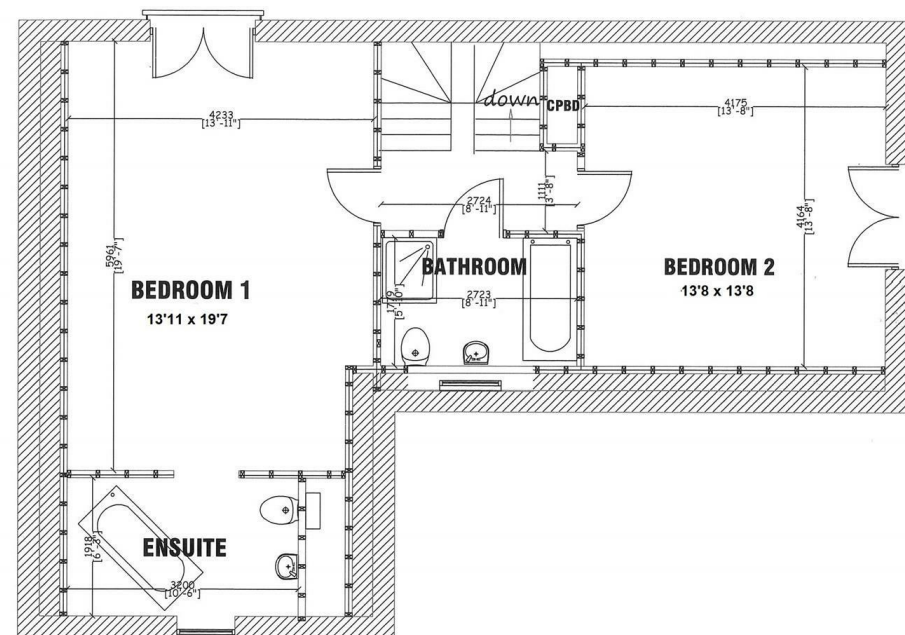 4233
[13'-11"]
down
CPBD
4175
[13'-8"]
5961
[19'-7"]
1111
[3'-8"]
2724
[8'-11"]
4164
[13'-8"]
BEDROOM 1
13'11 x 19'7
BATHROOM
1779
[5'-10"]
2723
[8'-11"]
BEDROOM 2
13'8 x 13'8
1918
[6'-3"]
ENSUITE
3200
[10'-6"]